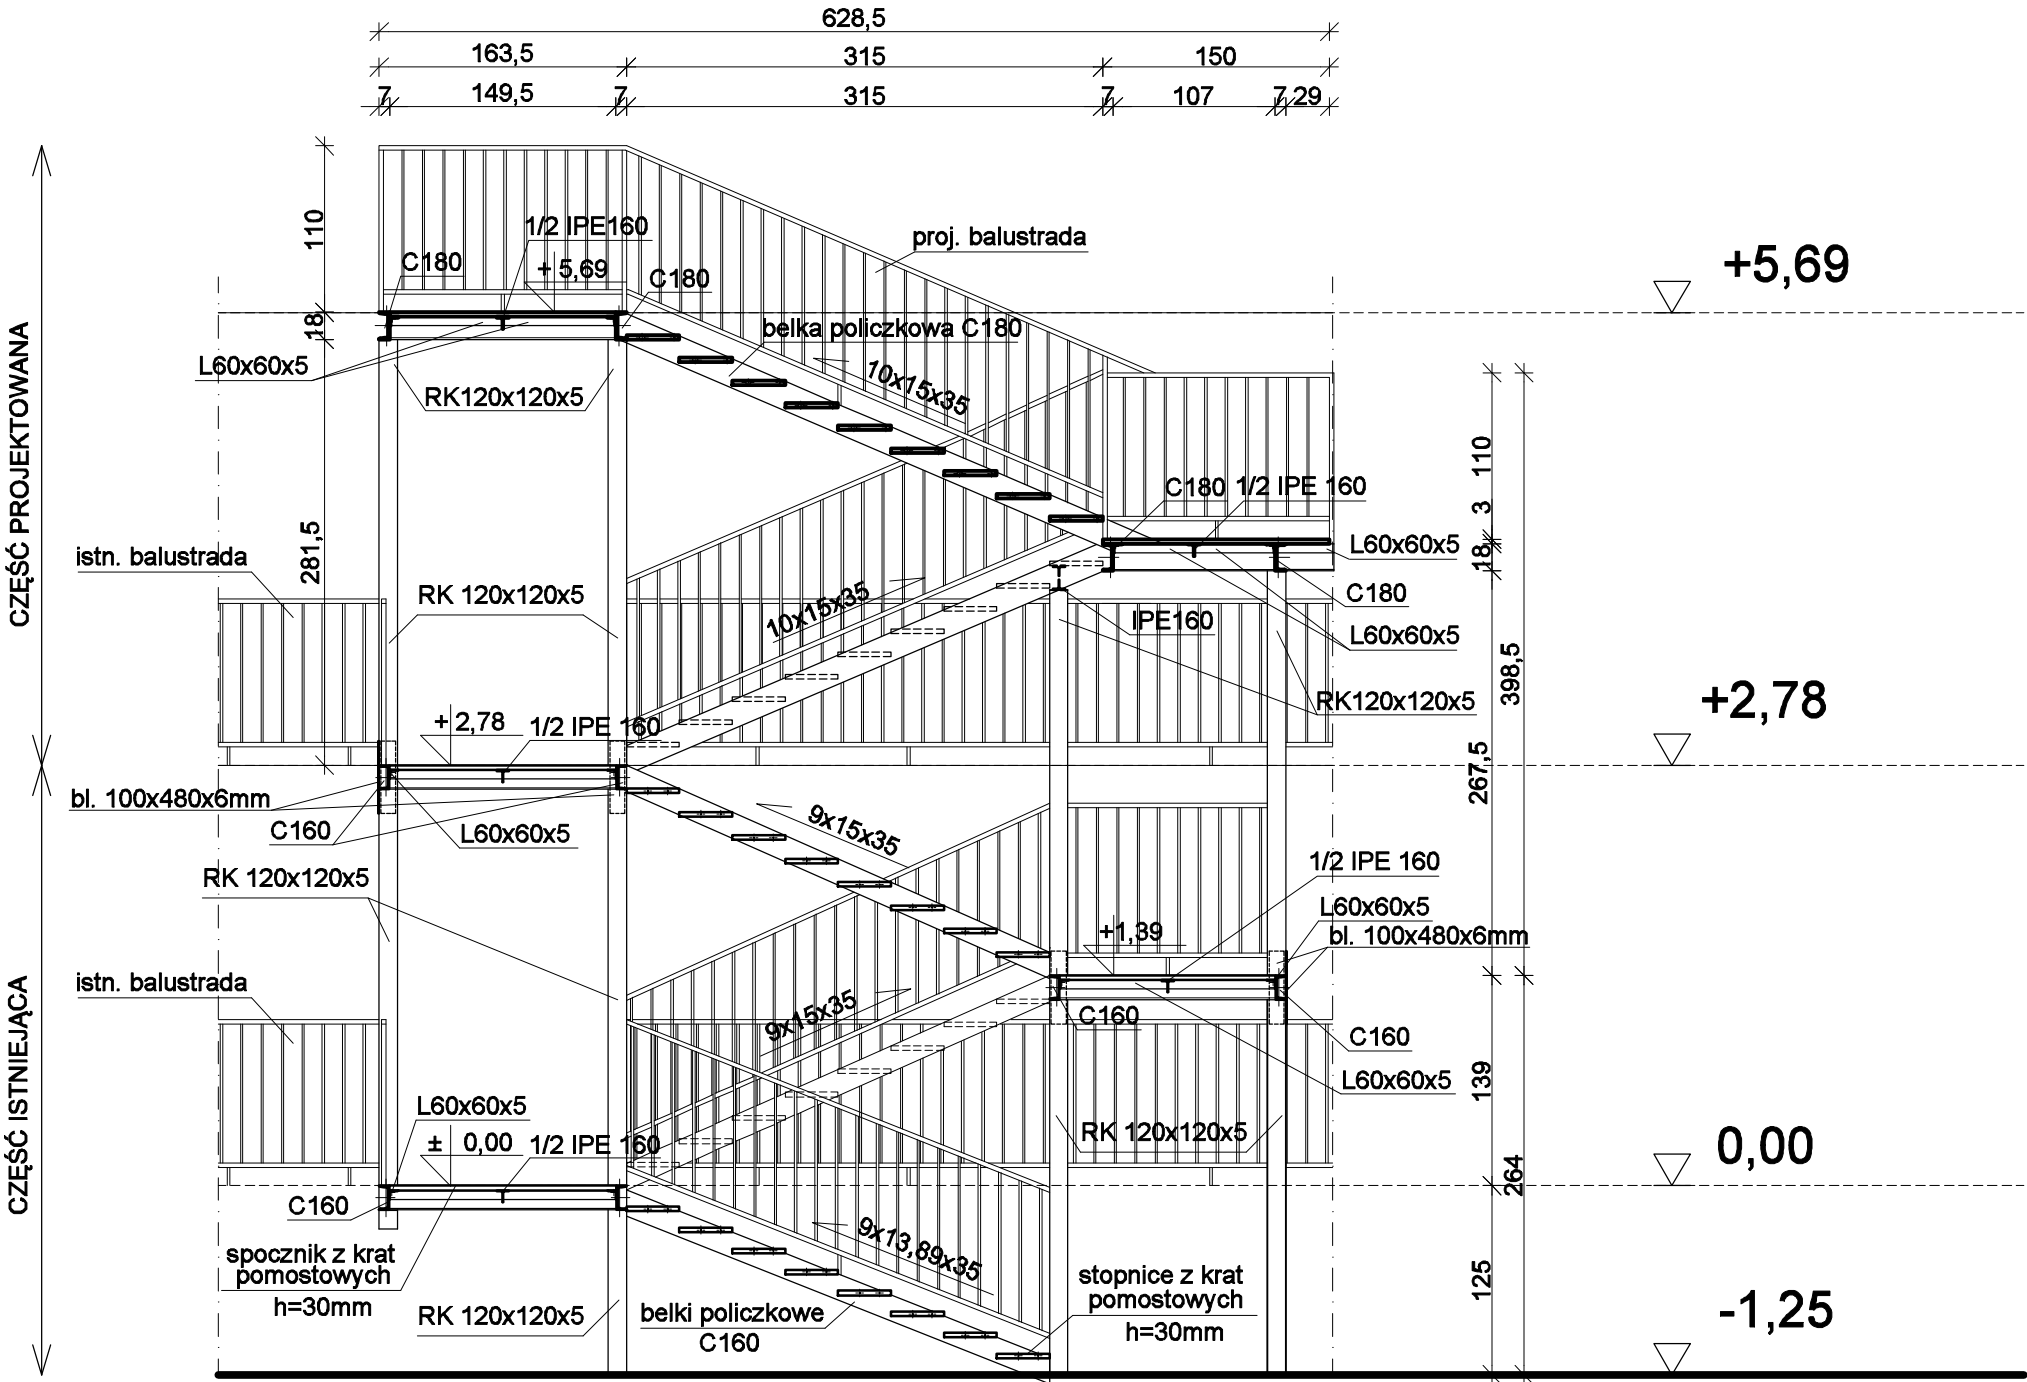 628,5
163,5 315 150
7 149,5 7 315 7 107 7 29
CZĘŚĆ PROJEKTOWANA
CZĘŚĆ ISTNIEJĄCA
110
18
281,5
1/2 IPE160
C180
+ 5,69
C180
proj. balustrada
belka policzkowa C180
10x15x35
L60x60x5
RK120x120x5
+5,69
110
3
18
398,5
267,5
139
264
125
C180 1/2 IPE 160
L60x60x5
C180
L60x60x5
IPE160
RK120x120x5
istn. balustrada
RK 120x120x5
10x15x35
+ 2,78
1/2 IPE 160
+2,78
bl. 100x480x6mm
C160
L60x60x5
RK 120x120x5
9x15x35
1/2 IPE 160
L60x60x5
bl. 100x480x6mm
+1,39
C160
C160
L60x60x5
istn. balustrada
9x15x35
L60x60x5
± 0,00
1/2 IPE 160
RK 120x120x5
0,00
C160
spocznik z krat
pomostowych
h=30mm
RK 120x120x5
belki policzkowe
C160
9x13,89x35
stopnice z krat
pomostowych
h=30mm
-1,25